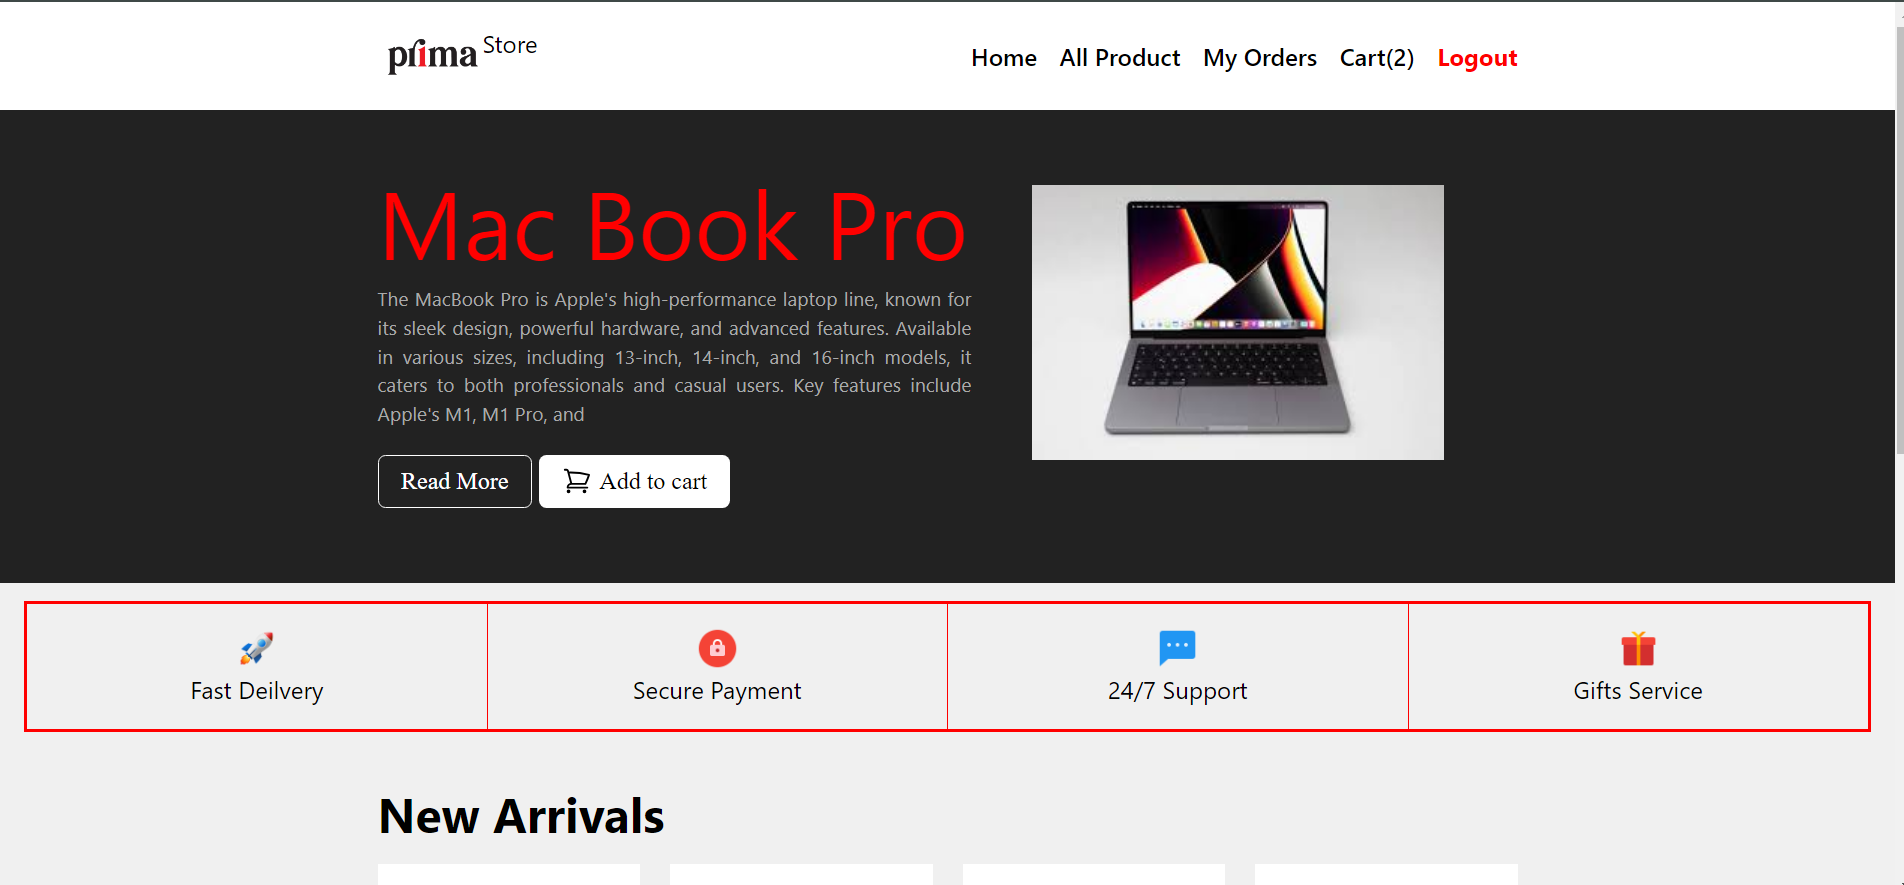 prima Store
Home All Product My Orders Cart(2) Logout
Mac Book Pro
The MacBook Pro is Apple's high-performance laptop line, known for
its sleek design, powerful hardware, and advanced features. Available
in various sizes, including 13-inch, 14-inch, and 16-inch models, it
caters to both professionals and casual users. Key features include
Apple's M1, M1 Pro, and
Read More Add to cart
Fast Deilvery Secure Payment 24/7 Support Gifts Service
New Arrivals